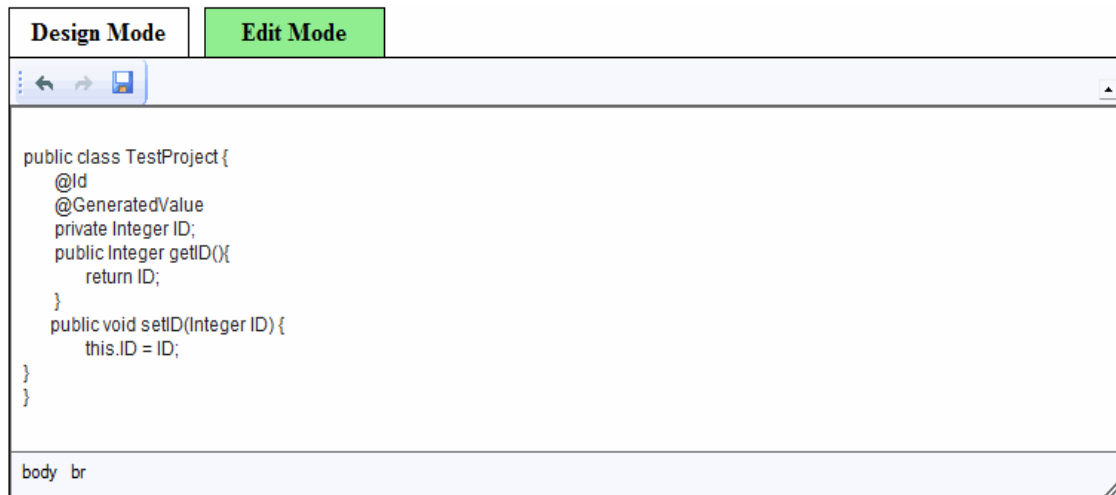 Design Mode Edit Mode
public class TestProject {
@Id
@GeneratedValue
private Integer ID;
public Integer getID(){
return ID;
}
public void setID(Integer ID) {
this.ID = ID;
}
}
body br